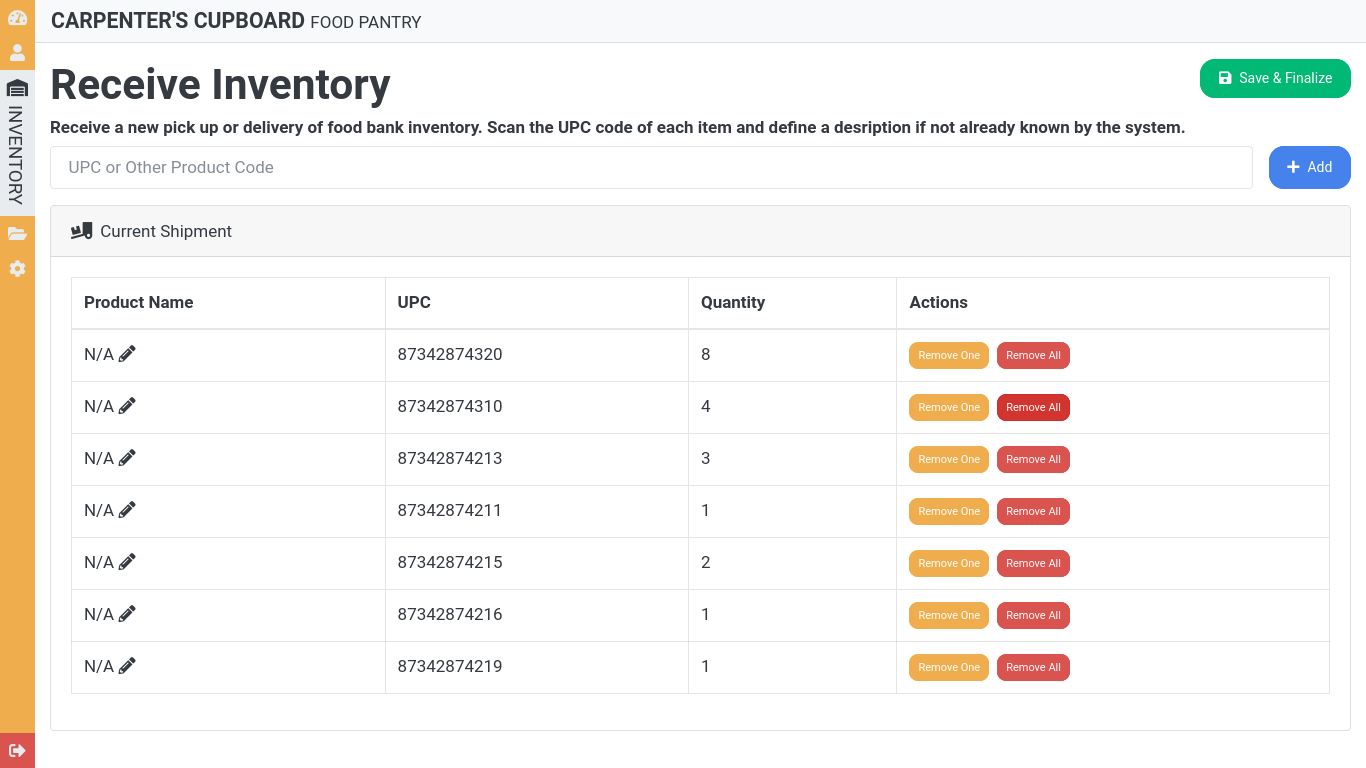 CARPENTER'S CUPBOARD FOOD PANTRY
Receive Inventory
Save & Finalize
Receive a new pick up or delivery of food bank inventory. Scan the UPC code of each item and define a desription if not already known by the system.
INVENTORY
UPC or Other Product Code
Add
Current Shipment
Product Name UPC Quantity Actions
N/A 87342874320 8 Remove One Remove All
N/A 87342874310 4 Remove One Remove All
N/A 87342874213 3 Remove One Remove All
N/A 87342874211 1 Remove One Remove All
N/A 87342874215 2 Remove One Remove All
N/A 87342874216 1 Remove One Remove All
N/A 87342874219 1 Remove One Remove All